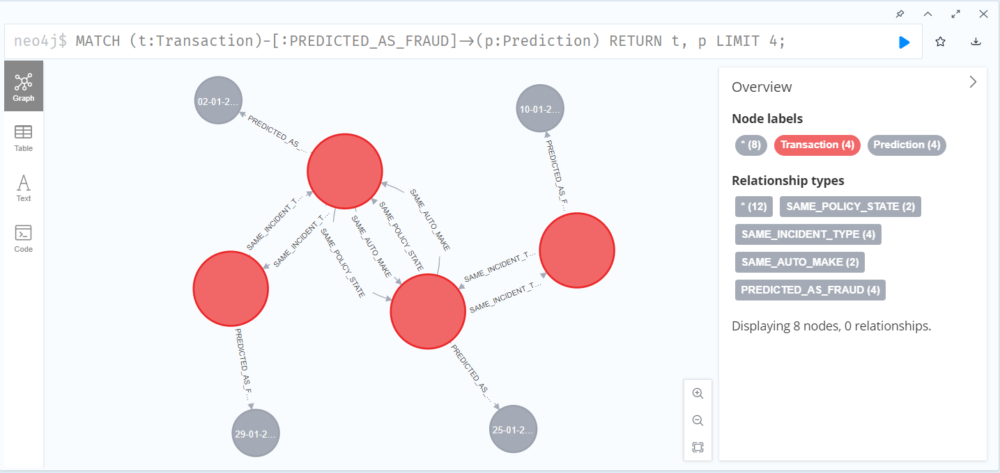 neo4j$ MATCH (t:Transaction)-[:PREDICTED_AS_FRAUD]→(p:Prediction) RETURN t, p LIMIT 4;
Graph
Table
Text
Code
02-01-2...
10-01-2...
PREDICTED_AS_...
PREDICTED_AS_F...
SAME_INCIDENT_T...
SAME_INCIDENT_T...
SAME_POLICY_STATE
SAME_AUTO_MAKE
SAME_POLICY_STATE
SAME_AUTO_MAKE
SAME_INCIDENT_T...
SAME_INCIDENT_T...
PREDICTED_AS_F...
PREDICTED_AS_...
29-01-2...
25-01-2...
Overview
Node labels
* (8) Transaction (4) Prediction (4)
Relationship types
* (12) SAME_POLICY_STATE (2)
SAME_INCIDENT_TYPE (4)
SAME_AUTO_MAKE (2)
PREDICTED_AS_FRAUD (4)
Displaying 8 nodes, 0 relationships.